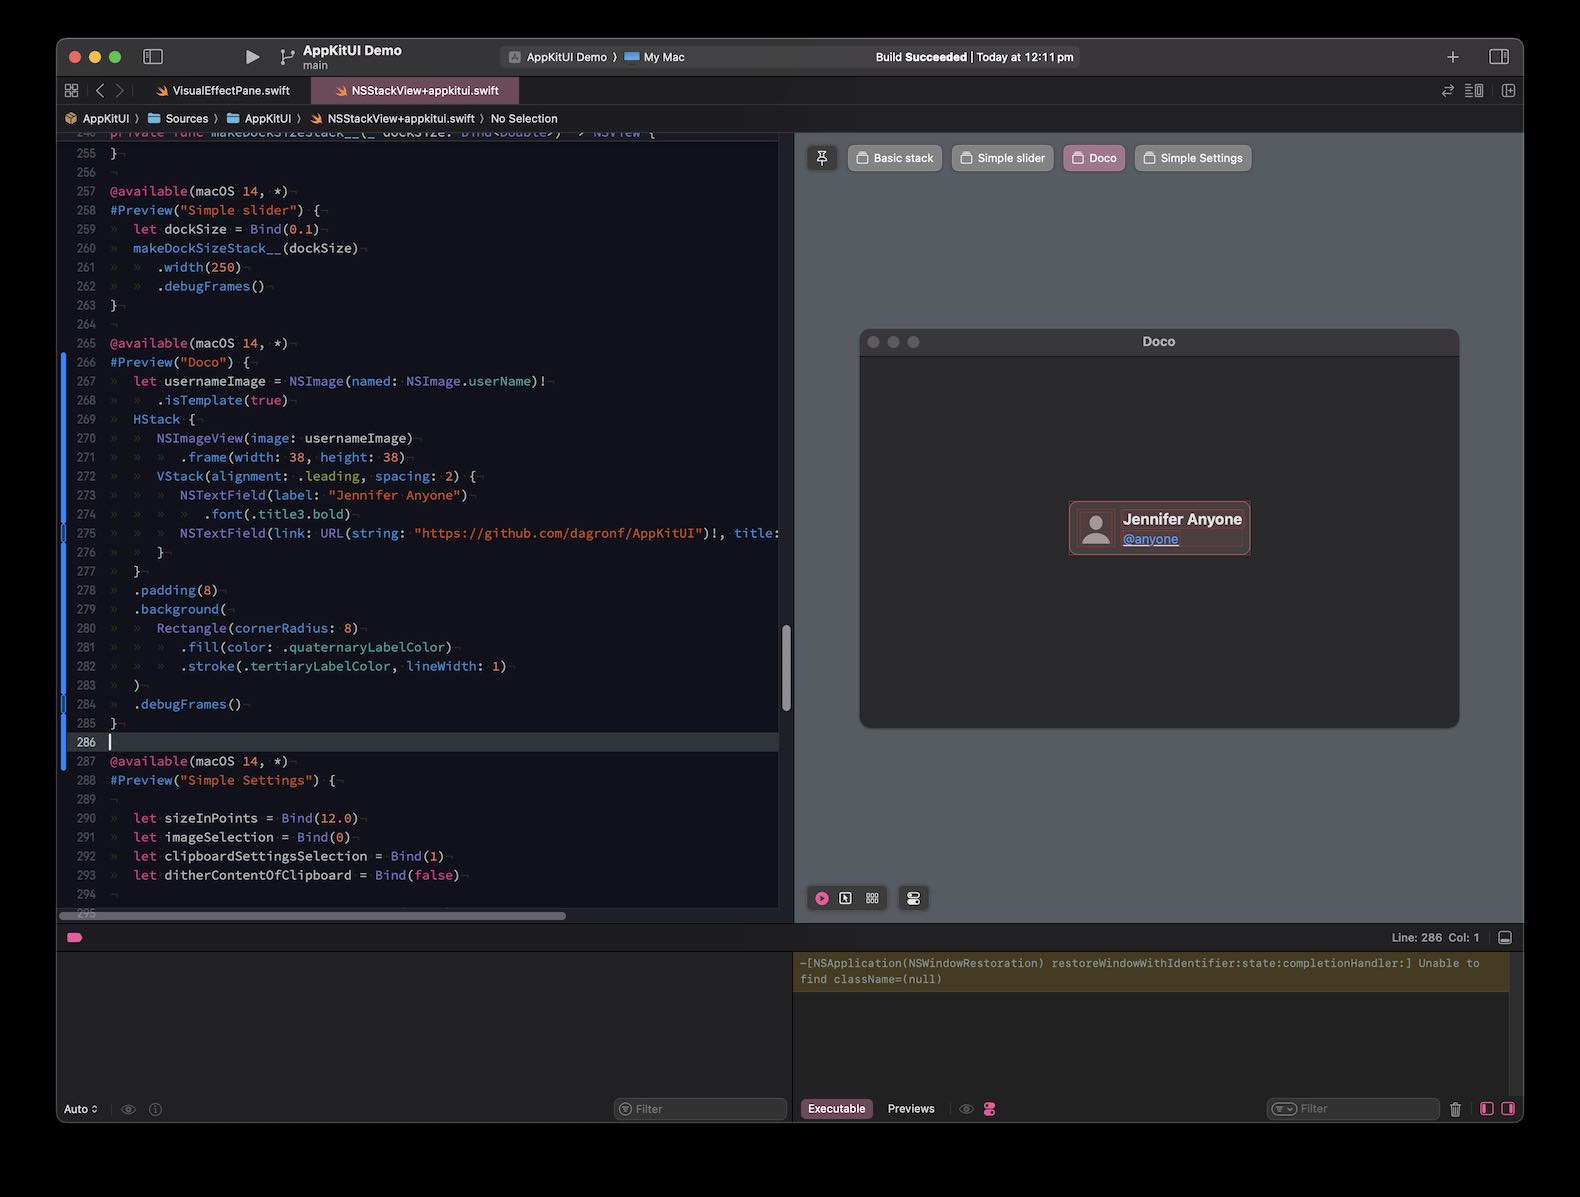 AppKitUI Demo
main
AppKitUI Demo 〉 My Mac
Build Succeeded | Today at 12:11 pm
VisualEffectPane.swift
NSStackView+appkitui.swift
AppKitUI 〉 Sources 〉 AppKitUI 〉 NSStackView+appkitui.swift 〉 No Selection
246 private func makeDockSizeStack__(_ dockSize: Bind<Double>) -> NSView {
255 }
256
257 @available(macOS 14, *)
258 #Preview("Simple slider") {
259 let dockSize = Bind(0.1)
260 makeDockSizeStack__(dockSize)
261 .width(250)
262 .debugFrames()
263 }
264
265 @available(macOS 14, *)
266 #Preview("Doco") {
267 let usernameImage = NSImage(named: NSImage.userName)!
268 .isTemplate(true)
269 HStack {
270 NSImageView(image: usernameImage)
271 .frame(width: 38, height: 38)
272 VStack(alignment: .leading, spacing: 2) {
273 NSTextField(label: "Jennifer Anyone")
274 .font(.title3.bold)
275 NSTextField(link: URL(string: "https://github.com/dagronf/AppKitUI")!, title:
276 }
277 }
278 .padding(8)
279 .background(
280 Rectangle(cornerRadius: 8)
281 .fill(color: .quaternaryLabelColor)
282 .stroke(.tertiaryLabelColor, lineWidth: 1)
283 )
284 .debugFrames()
285 }
286
287 @available(macOS 14, *)
288 #Preview("Simple Settings") {
289
290 let sizeInPoints = Bind(12.0)
291 let imageSelection = Bind(0)
292 let clipboardSettingsSelection = Bind(1)
293 let ditherContentOfClipboard = Bind(false)
294
295
Basic stack
Simple slider
Doco
Simple Settings
Doco
Jennifer Anyone
@anyone
Line: 286 Col: 1
-[NSApplication(NSWindowRestoration) restoreWindowWithIdentifier:state:completionHandler:] Unable to
find className=(null)
Auto
Filter
Executable
Previews
Filter